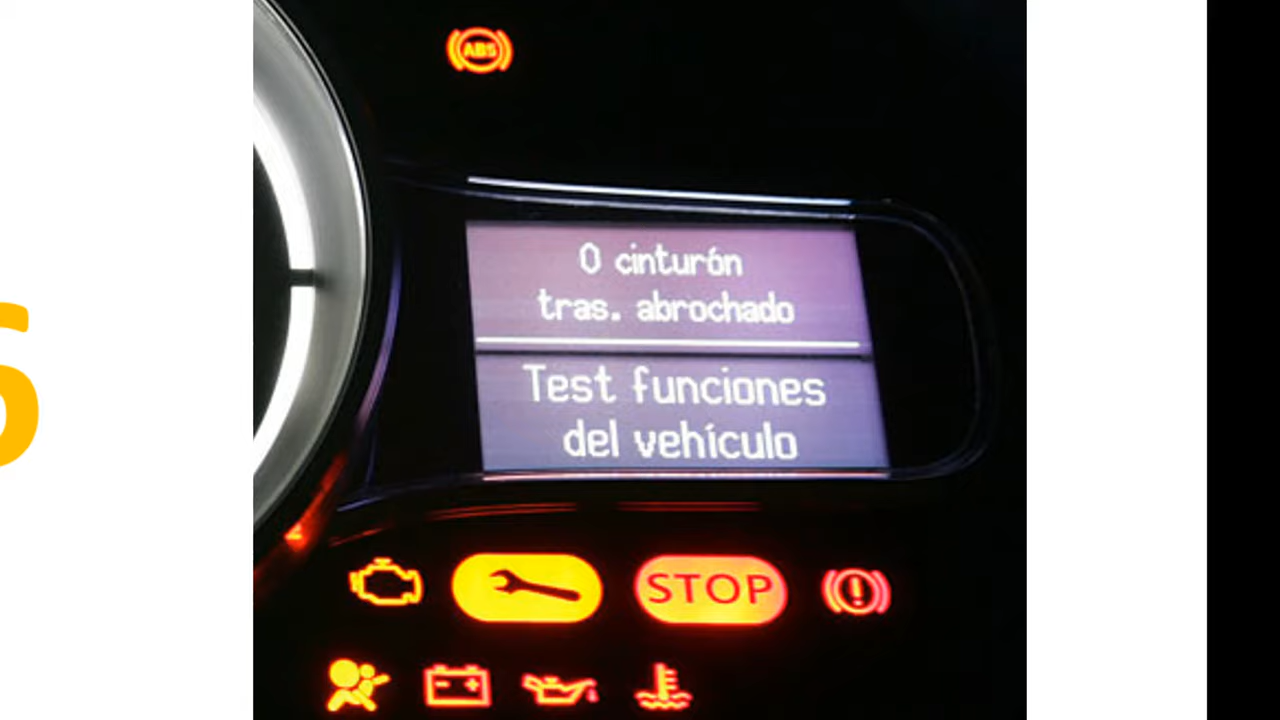 ABS
0 cinturón
tras. abrochado
Test funciones
del vehículo
STOP